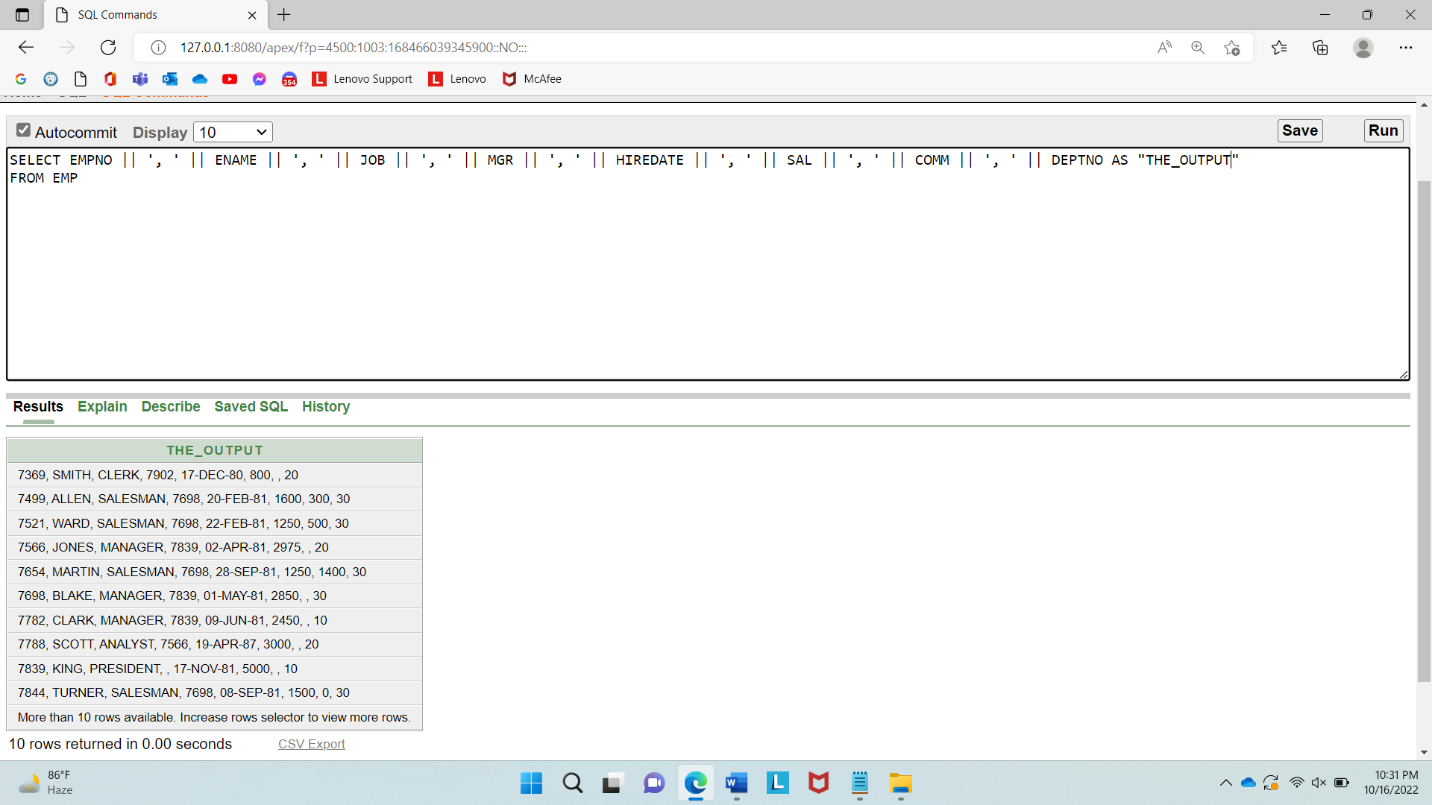 SQL Commands
127.0.0.1:8080/apex/f?p=4500:1003:168466039345900::NO:::
354 Lenovo Support Lenovo McAfee
Autocommit Display 10 Save Run
SELECT EMPNO || ', ' || ENAME || ', ' || JOB || ', ' || MGR || ', ' || HIREDATE || ', ' || SAL || ', ' || COMM || ', ' || DEPTNO AS "THE_OUTPUT"
FROM EMP
Results Explain Describe Saved SQL History
THE_OUTPUT
7369, SMITH, CLERK, 7902, 17-DEC-80, 800, , 20
7499, ALLEN, SALESMAN, 7698, 20-FEB-81, 1600, 300, 30
7521, WARD, SALESMAN, 7698, 22-FEB-81, 1250, 500, 30
7566, JONES, MANAGER, 7839, 02-APR-81, 2975, , 20
7654, MARTIN, SALESMAN, 7698, 28-SEP-81, 1250, 1400, 30
7698, BLAKE, MANAGER, 7839, 01-MAY-81, 2850, , 30
7782, CLARK, MANAGER, 7839, 09-JUN-81, 2450, , 10
7788, SCOTT, ANALYST, 7566, 19-APR-87, 3000, , 20
7839, KING, PRESIDENT, , 17-NOV-81, 5000, , 10
7844, TURNER, SALESMAN, 7698, 08-SEP-81, 1500, 0, 30
More than 10 rows available. Increase rows selector to view more rows.
10 rows returned in 0.00 seconds CSV Export
86°F
Haze
10:31 PM
10/16/2022